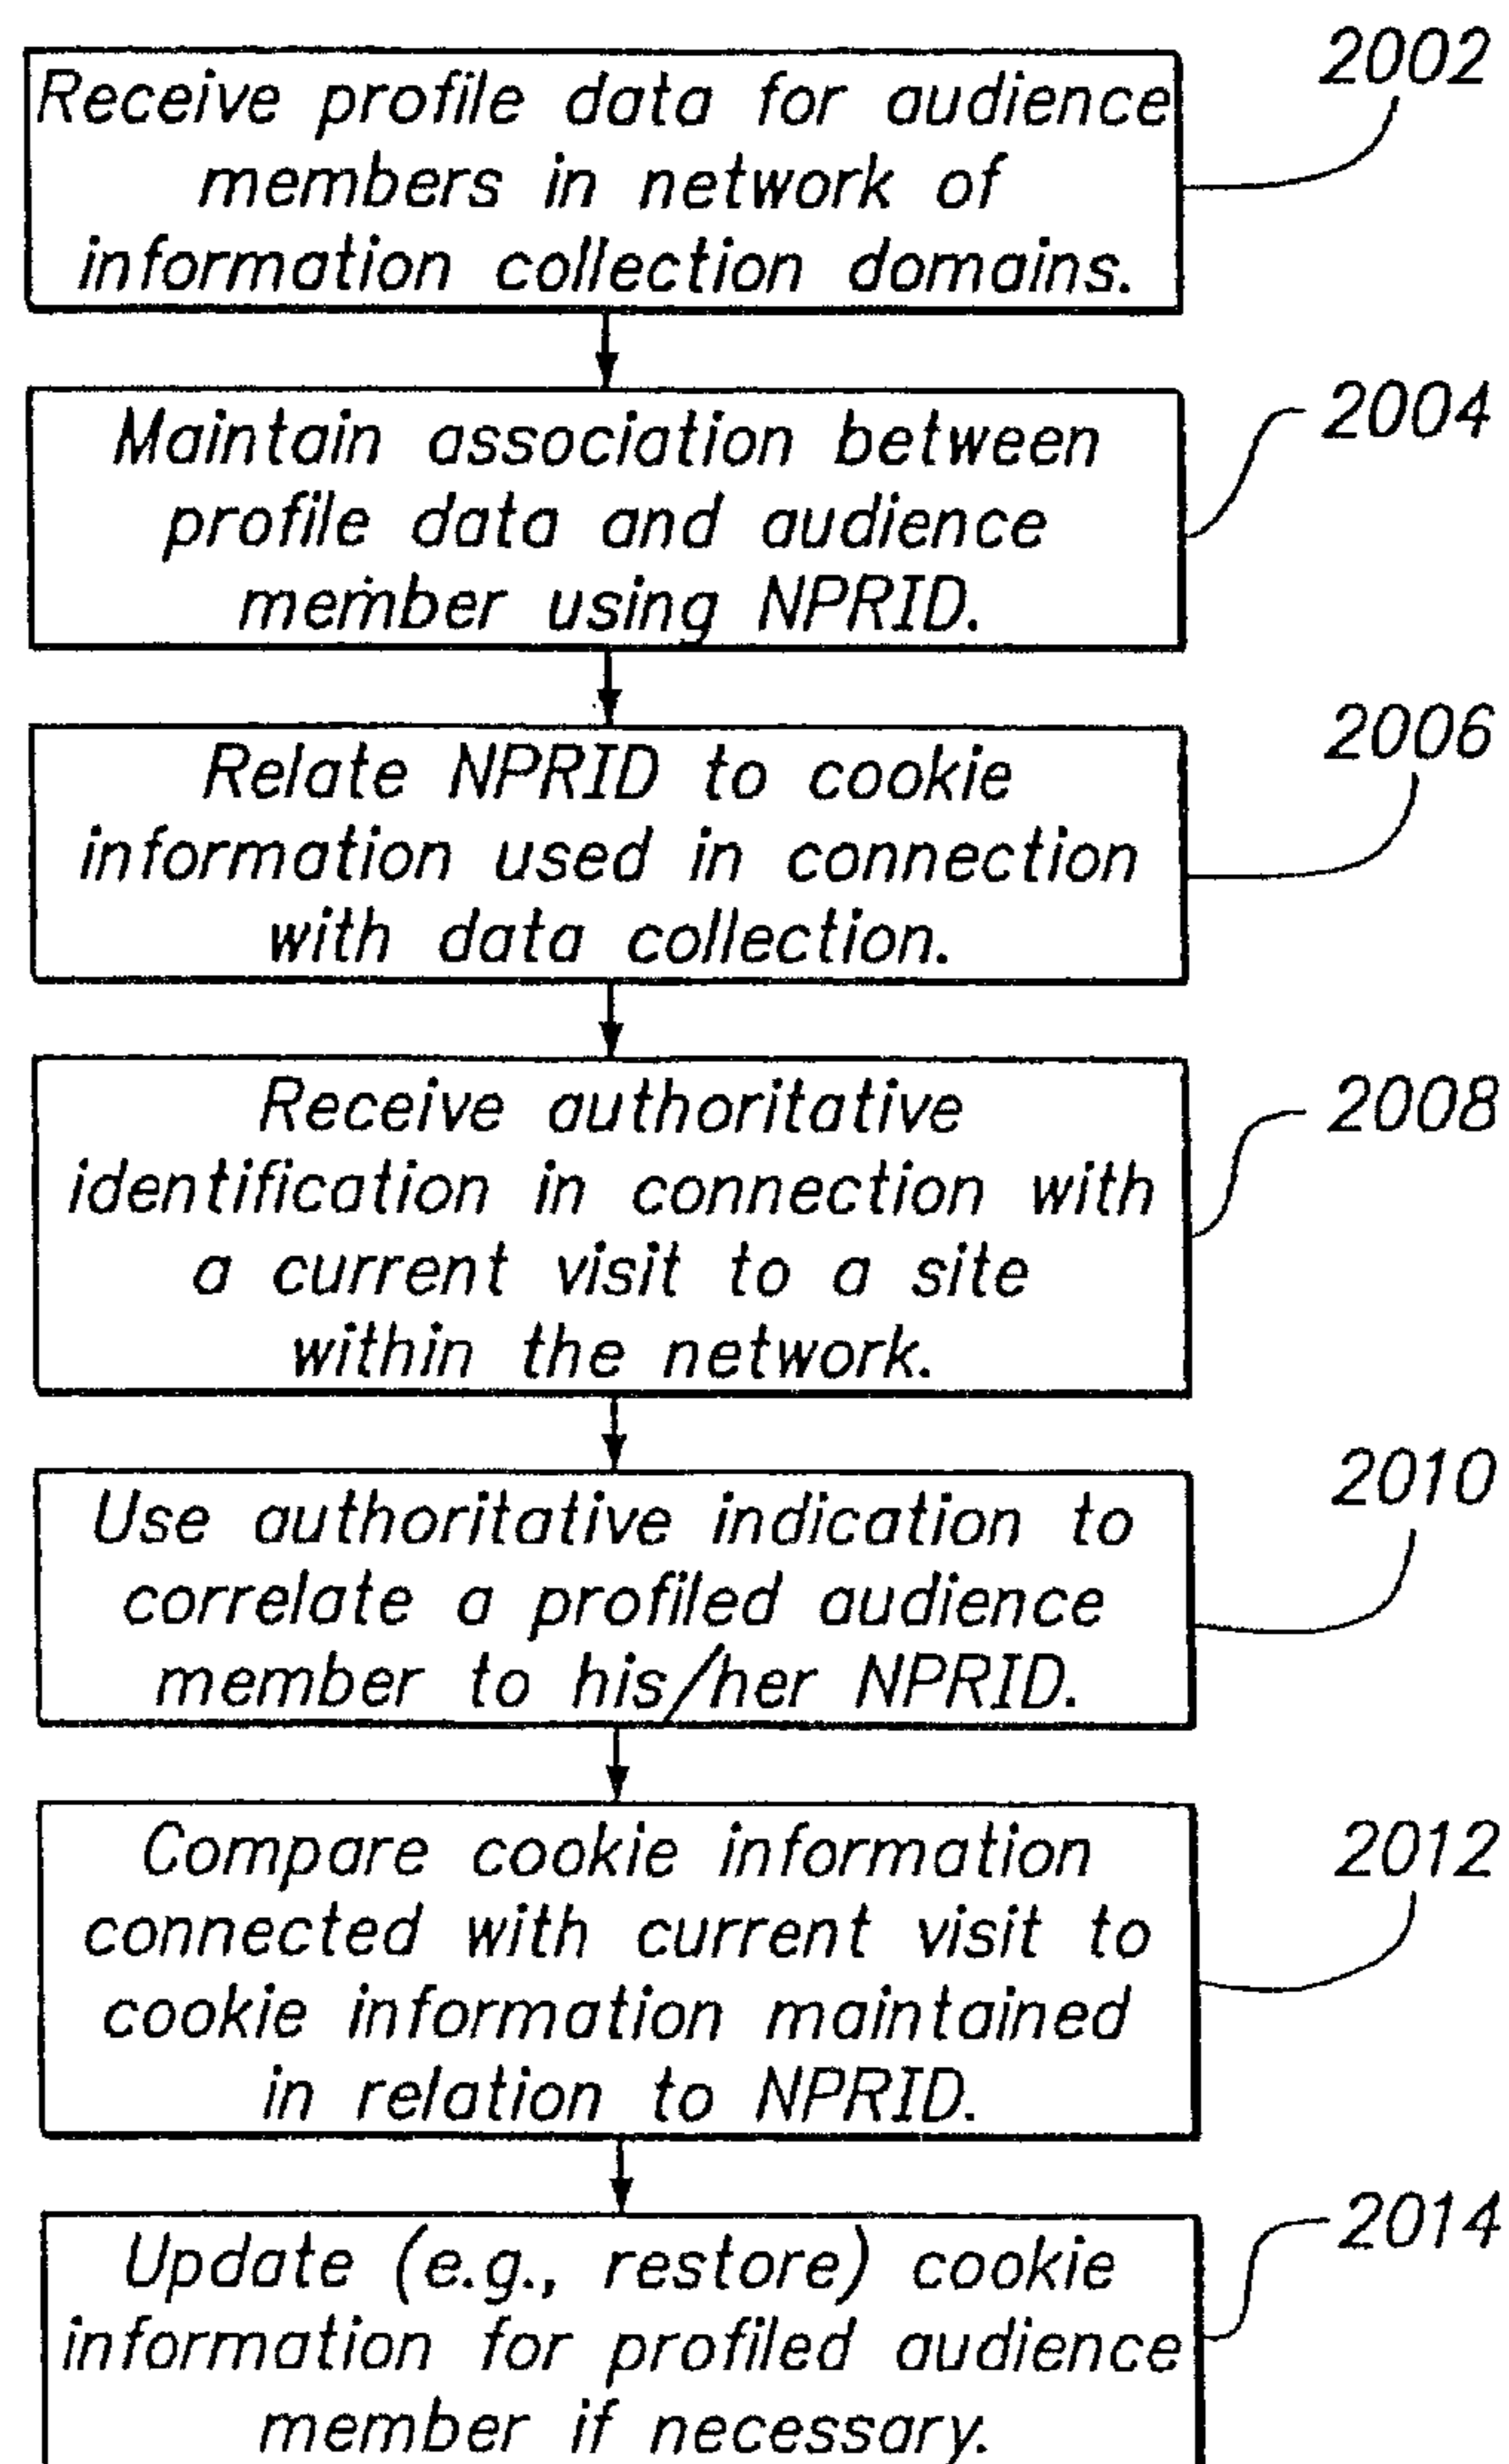 2002
Receive profile data for audience
members in network of
information collection domains.
2004
Maintain association between
profile data and audience
member using NPRID.
2006
Relate NPRID to cookie
information used in connection
with data collection.
2008
Receive authoritative
identification in connection with
a current visit to a site
within the network.
2010
Use authoritative indication to
correlate a profiled audience
member to his/her NPRID.
2012
Compare cookie information
connected with current visit to
cookie information maintained
in relation to NPRID.
2014
Update (e.g., restore) cookie
information for profiled audience
member if necessary.